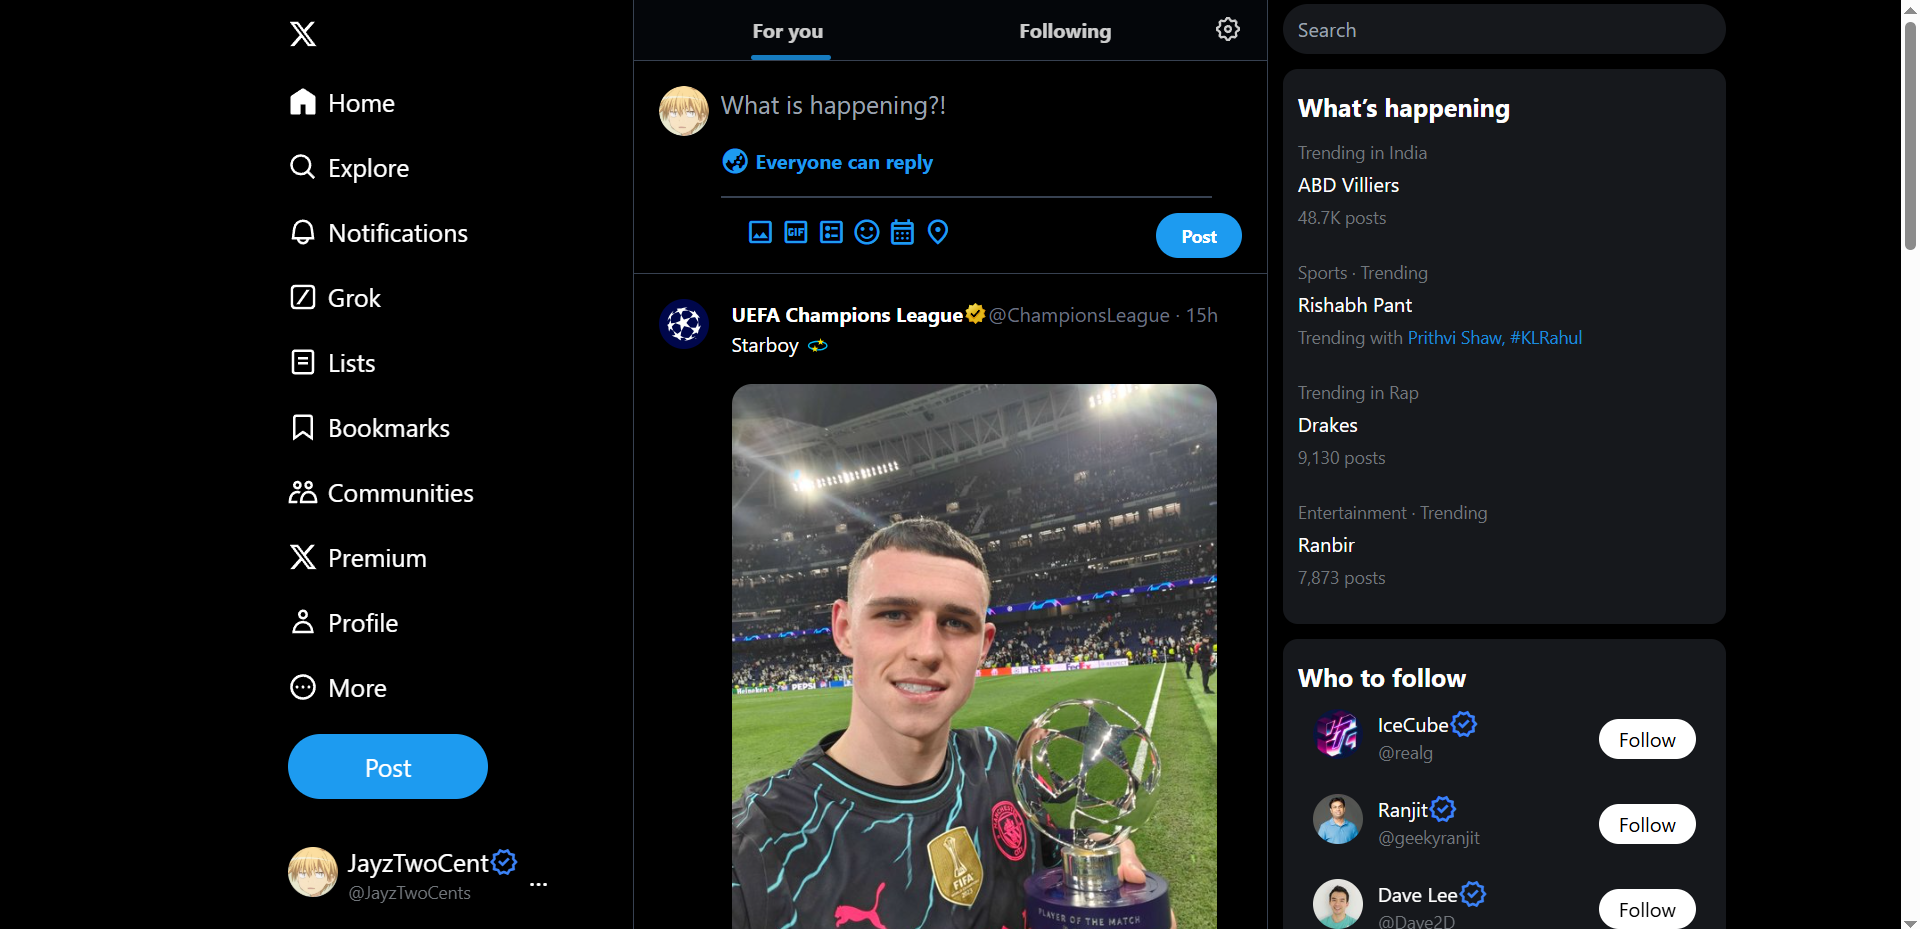 Home
Explore
Notifications
Grok
Lists
Bookmarks
Communities
Premium
Profile
More
Post
JayzTwoCent
@JayzTwoCents
...
For you
Following
What is happening?!
Everyone can reply
GIF
Post
UEFA Champions League @ChampionsLeague · 15h
Starboy
Heineken PEPSI FedEx FedEx
FIFA
PLAYER OF THE MATCH
Search
What's happening
Trending in India
ABD Villiers
48.7K posts
Sports · Trending
Rishabh Pant
Trending with Prithvi Shaw, #KLRahul
Trending in Rap
Drakes
9,130 posts
Entertainment · Trending
Ranbir
7,873 posts
Who to follow
IceCube
@realg
Follow
Ranjit
@geekyranjit
Follow
Dave Lee
@Dave2D
Follow